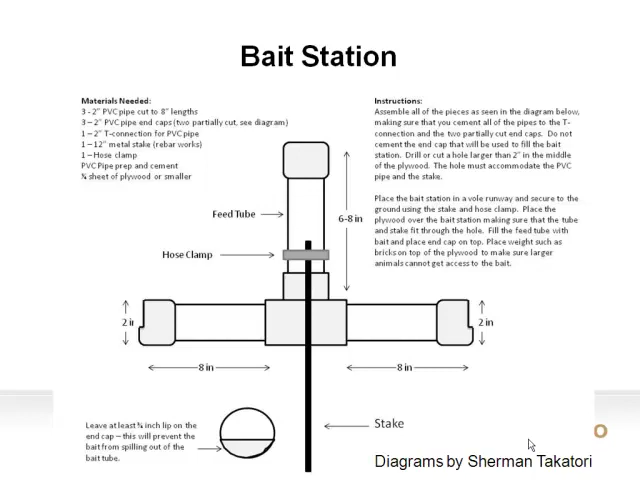 Bait Station
Materials Needed:
3 - 2" PVC pipe cut to 8" lengths
3 – 2" PVC pipe end caps (two partially cut, see diagram)
1 – 2" T-connection for PVC pipe
1 – 12" metal stake (rebar works)
1 – Hose clamp
PVC Pipe prep and cement
¼ sheet of plywood or smaller
Instructions:
Assemble all of the pieces as seen in the diagram below,
making sure that you cement all of the pipes to the T-
connection and the two partially cut end caps. Do not
cement the end cap that will be used to fill the bait
station. Drill or cut a hole larger than 2" in the middle
of the plywood. The hole must accommodate the PVC
pipe and the stake.
Place the bait station in a vole runway and secure to the
ground using the stake and hose clamp. Place the
plywood over the bait station making sure that the tube
and stake fit through the hole. Fill the feed tube with
bait and place end cap on top. Place weight such as
bricks on top of the plywood to make sure larger
animals cannot get access to the bait.
Feed Tube
6-8 in
Hose Clamp
2 in
2 in
8 in
8 in
Leave at least ¾ inch lip on the
end cap – this will prevent the
bait from spilling out of the
bait tube.
Stake
O
Diagrams by Sherman Takatori